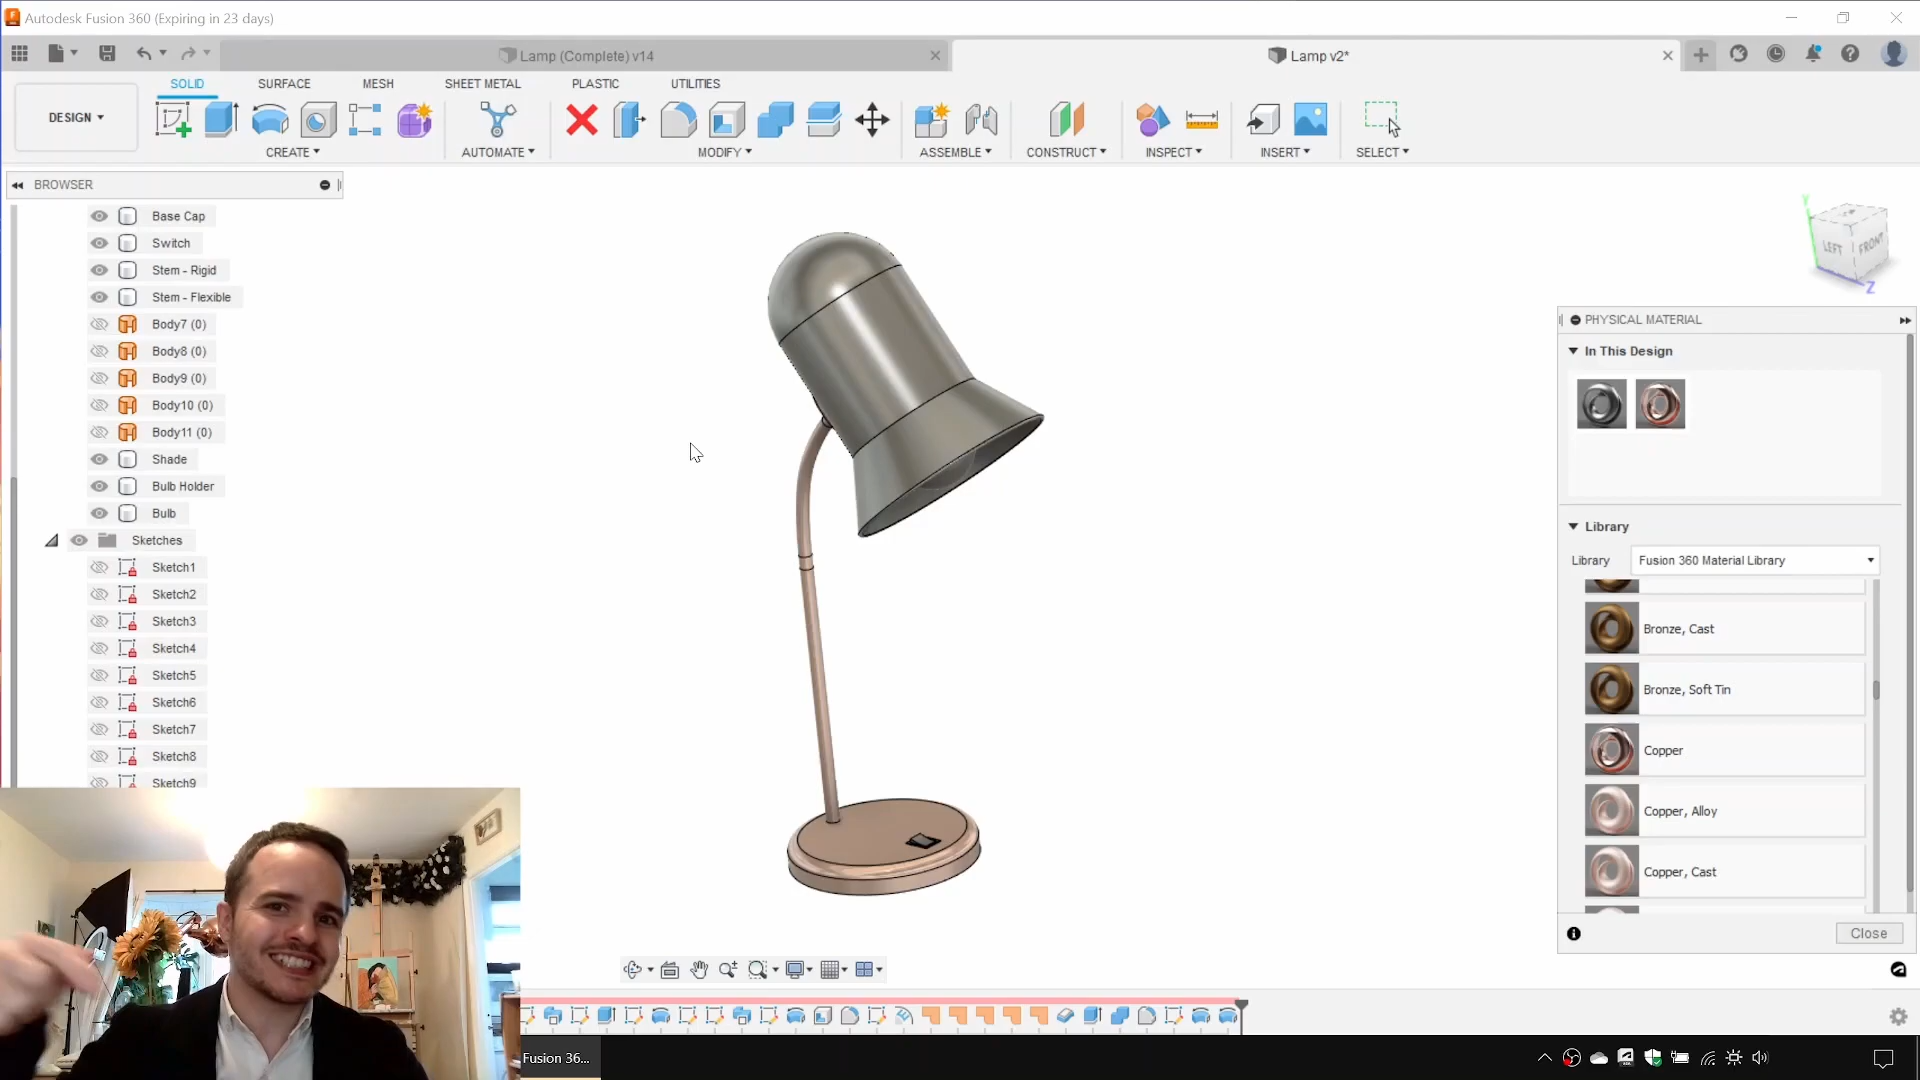 Autodesk Fusion 360 (Expiring in 23 days)
Lamp (Complete) v14
Lamp v2*
SOLID
SURFACE
MESH
SHEET METAL
PLASTIC
UTILITIES
DESIGN
CREATE
AUTOMATE
MODIFY
ASSEMBLE
CONSTRUCT
INSPECT
INSERT
SELECT
BROWSER
Base Cap
Switch
Stem - Rigid
Stem - Flexible
Body7 (0)
Body8 (0)
Body9 (0)
Body10 (0)
Body11 (0)
Shade
Bulb Holder
Bulb
Sketches
Sketch1
Sketch2
Sketch3
Sketch4
Sketch5
Sketch6
Sketch7
Sketch8
Sketch9
Y
LEFT
FRONT
Z
PHYSICAL MATERIAL
In This Design
Library
Library
Fusion 360 Material Library
Bronze, Cast
Bronze, Soft Tin
Copper
Copper, Alloy
Copper, Cast
Close
Fusion 36...